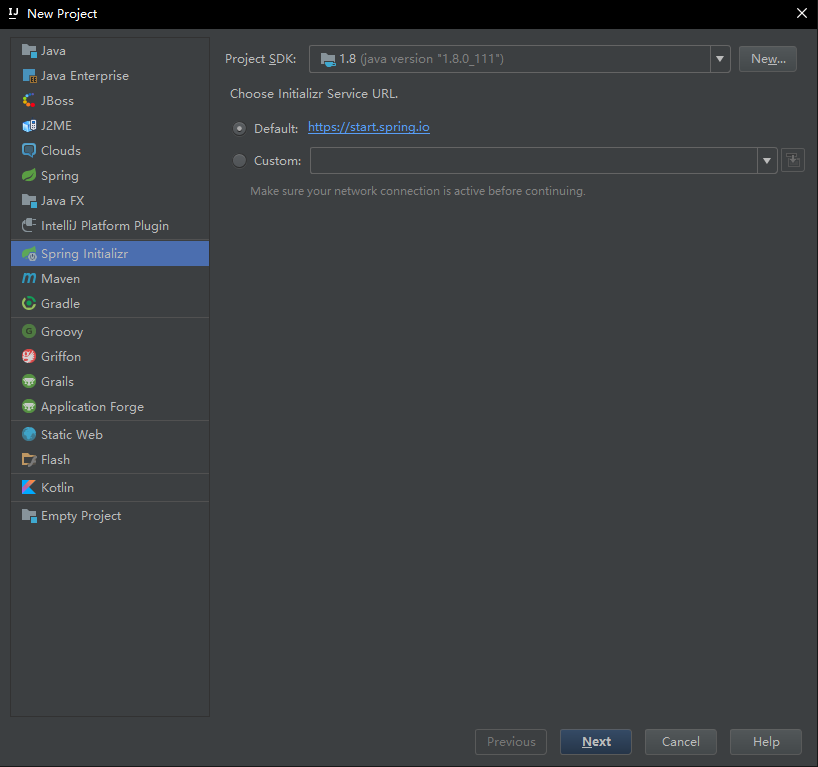 New Project
Java
Java Enterprise
JBoss
J2ME
Clouds
Spring
Java FX
IntelliJ Platform Plugin
Spring Initializr
Maven
Gradle
Groovy
Griffon
Grails
Application Forge
Static Web
Flash
Kotlin
Empty Project
Project SDK: 1.8 (java version "1.8.0_111") New...
Choose Initializr Service URL.
Default: https://start.spring.io
Custom:
Make sure your network connection is active before continuing.
Previous Next Cancel Help